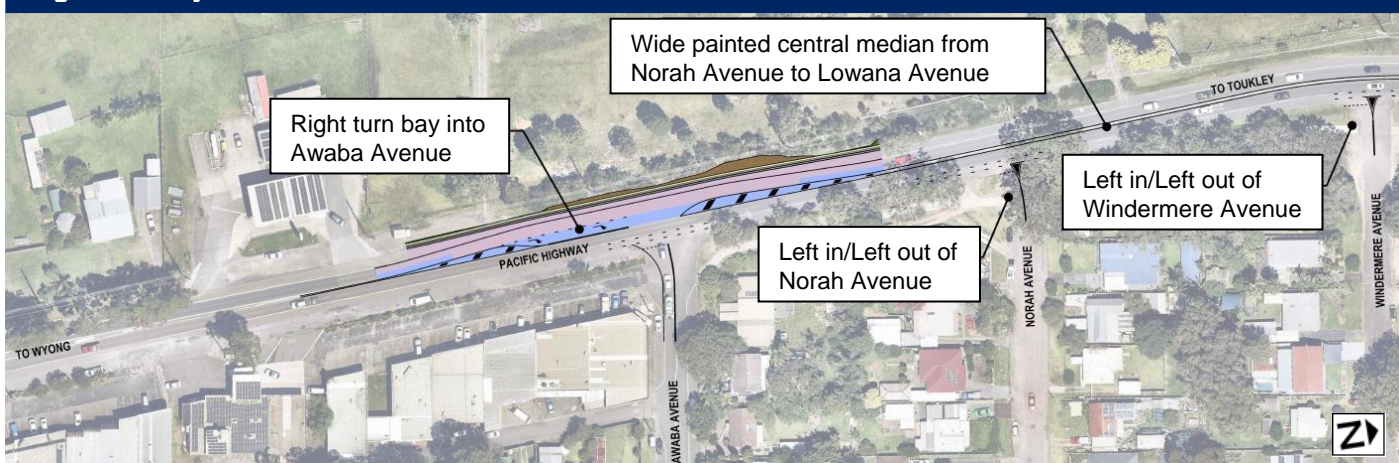 Wide painted central median from
Norah Avenue to Lowana Avenue
Right turn bay into
Awaba Avenue
TO TOUKLEY
Left in/Left out of
Windermere Avenue
Left in/Left out of
Norah Avenue
PACIFIC HIGHWAY
TO WYONG
AWABA AVENUE
NORAH AVENUE
WINDERMERE AVENUE
Z